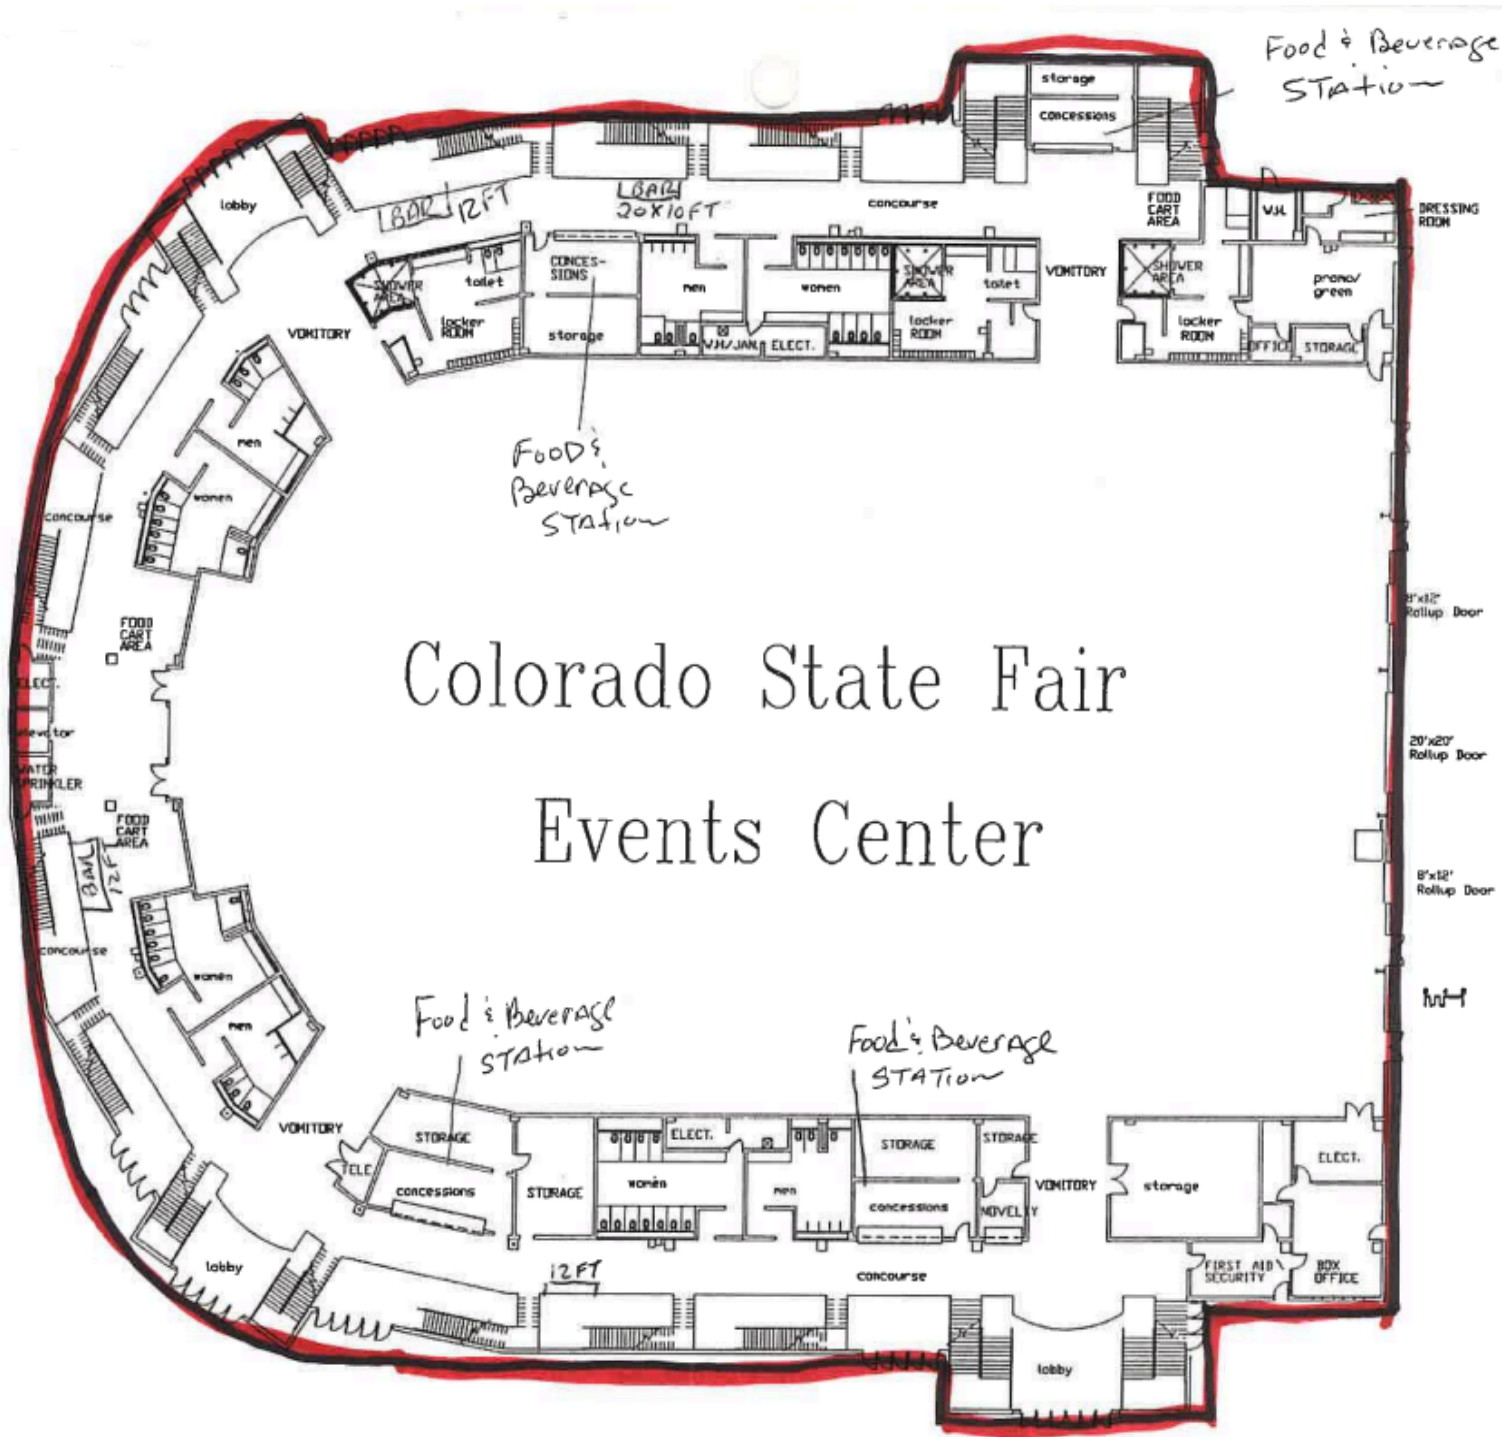 Food & Beverage
STATION
storage
concessions
lobby
BAR 12FT
BAR
20X10FT
concourse
FOOD
CART
AREA
V.H.
DRESSING
ROOM
CONCES-
SIONS
SHOWER
AREA
toilet
locker
ROOM
storage
men
women
V.H/JAN.
ELECT.
SHOWER
AREA
toilet
locker
ROOM
VOMITORY
SHOWER
AREA
locker
ROOM
promo/
green
OFFICE
STORAGE
VOMITORY
FOOD &
Beverage
STATION
men
women
concourse
FOOD
CART
AREA
ELECT.
elevator
WATER
SPRINKLER
FOOD
CART
AREA
BAR
12FT
concourse
women
men
Colorado State Fair
Events Center
8'x12'
Rollup Door
20'x20'
Rollup Door
8'x12'
Rollup Door
Food & Beverage
STATION
Food & Beverage
STATION
VOMITORY
TELE
STORAGE
concessions
STORAGE
ELECT.
women
men
STORAGE
concessions
STORAGE
NOVELTY
VOMITORY
storage
ELECT.
FIRST AID\
SECURITY
BOX
OFFICE
lobby
12FT
concourse
lobby